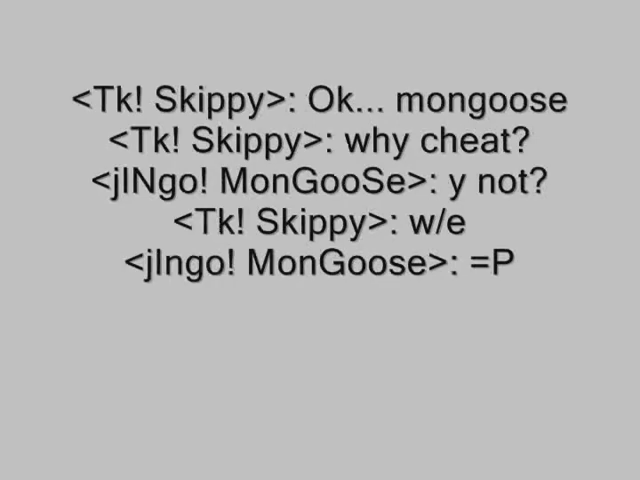 <Tk! Skippy>: Ok... mongoose
<Tk! Skippy>: why cheat?
<jINgo! MonGooSe>: y not?
<Tk! Skippy>: w/e
<jIngo! MonGoose>: =P